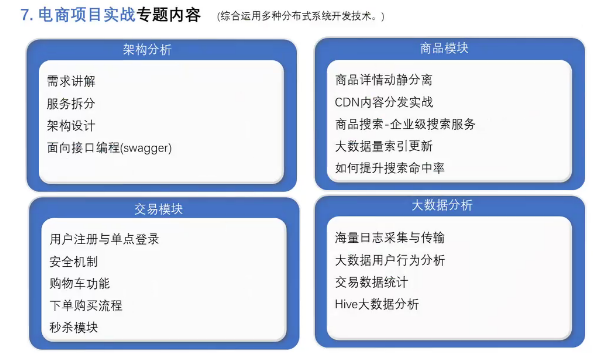 7. 电商项目实战专题内容 (综合运用多种分布式系统开发技术。)
架构分析
需求讲解
服务拆分
架构设计
面向接口编程(swagger)
商品模块
商品详情动静分离
CDN内容分发实战
商品搜索-企业级搜索服务
大数据量索引更新
如何提升搜索命中率
交易模块
用户注册与单点登录
安全机制
购物车功能
下单购买流程
秒杀模块
大数据分析
海量日志采集与传输
大数据用户行为分析
交易数据统计
Hive大数据分析